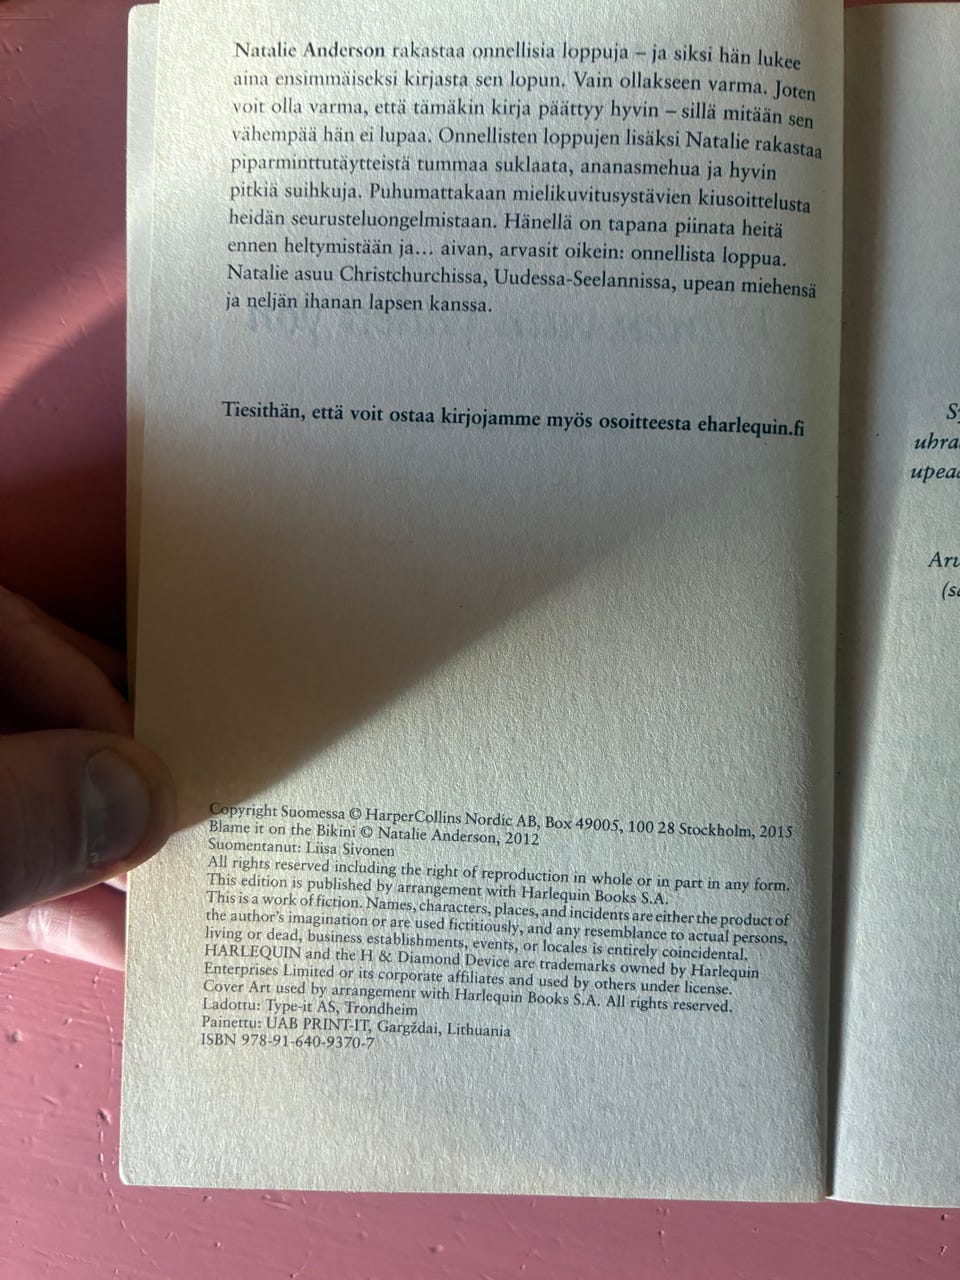 Natalie Anderson rakastaa onnellisia loppuja – ja siksi hän lukee
aina ensimmäiseksi kirjasta sen lopun. Vain ollakseen varma. Joten
voit olla varma, että tämäkin kirja päättyy hyvin – sillä mitään sen
vähempää hän ei lupaa. Onnellisten loppujen lisäksi Natalie rakastaa
piparminttutäytteistä tummaa suklaata, ananasmehua ja hyvin
pitkiä suihkuja. Puhumattakaan mielikuvitusystävien kiusoittelusta
heidän seurusteluongelmistaan. Hänellä on tapana piinata heitä
ennen heltymistään ja... aivan, arvasit oikein: onnellista loppua.
Natalie asuu Christchurchissa, Uudessa-Seelannissa, upean miehensä
ja neljän ihanan lapsen kanssa.
Tiesithän, että voit ostaa kirjojamme myös osoitteesta eharlequin.fi
Copyright Suomessa © HarperCollins Nordic AB, Box 49005, 100 28 Stockholm, 2015
Blame it on the Bikini © Natalie Anderson, 2012
Suomentanut: Liisa Sivonen
All rights reserved including the right of reproduction in whole or in part in any form.
This edition is published by arrangement with Harlequin Books S.A.
This is a work of fiction. Names, characters, places, and incidents are either the product of
the author's imagination or are used fictitiously, and any resemblance to actual persons,
living or dead, business establishments, events, or locales is entirely coincidental.
HARLEQUIN and the H & Diamond Device are trademarks owned by Harlequin
Enterprises Limited or its corporate affiliates and used by others under license.
Cover Art used by arrangement with Harlequin Books S.A. All rights reserved.
Ladottu: Type-it AS, Trondheim
Painettu: UAB PRINT-IT, Gargždai, Lithuania
ISBN 978-91-640-9370-7